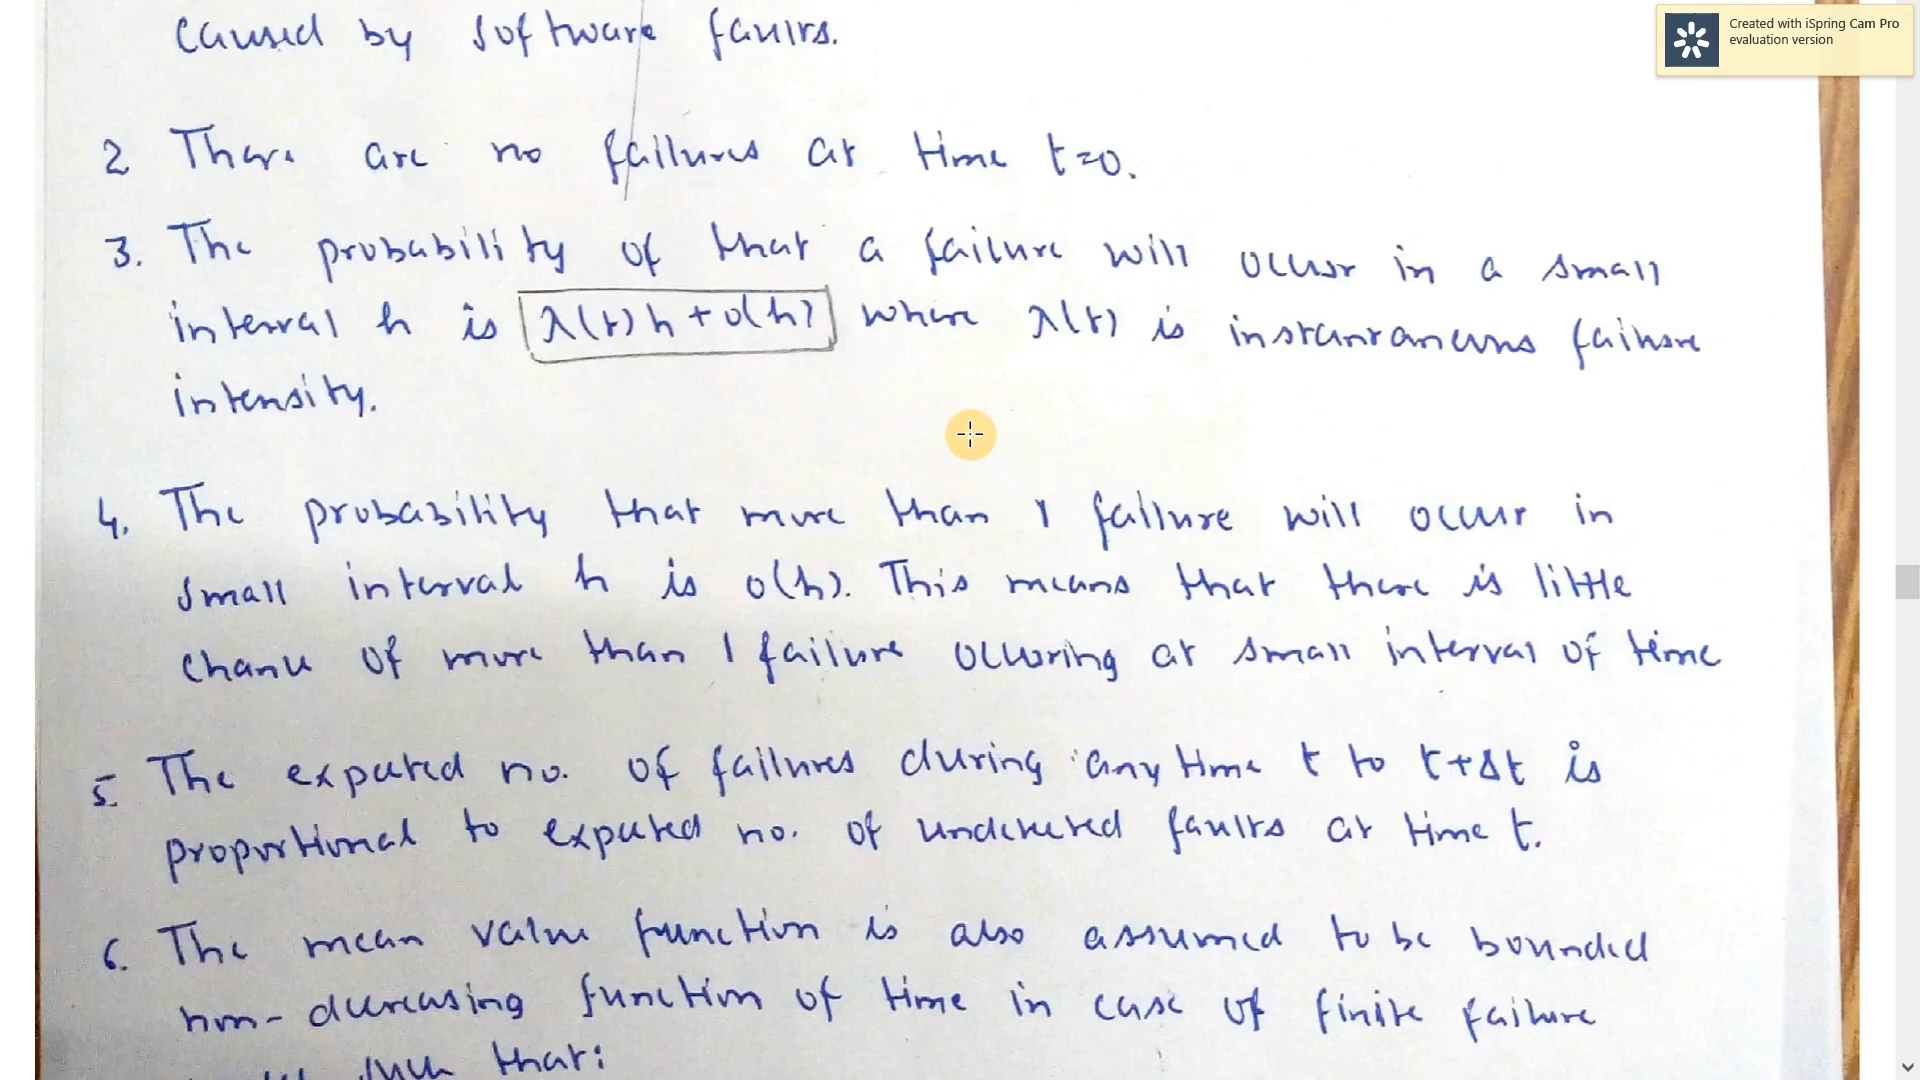 caused by software faults.
Created with iSpring Cam Pro
evaluation version
2 There are no failures at time t=0.
3. The probability of that a failure will occur in a small
interval h is λ(t)h + o(h) where λ(t) is instantaneous failure
intensity.
4. The probability that more than 1 failure will occur in
small interval h is o(h). This means that there is little
chance of more than 1 failure occuring at small interval of time
5. The expected no. of failures during any time t to t+Δt is
proportional to expected no. of undetected faults at time t.
6. The mean value function is also assumed to be bounded
non-decreasing function of time in case of finite failure
such that: